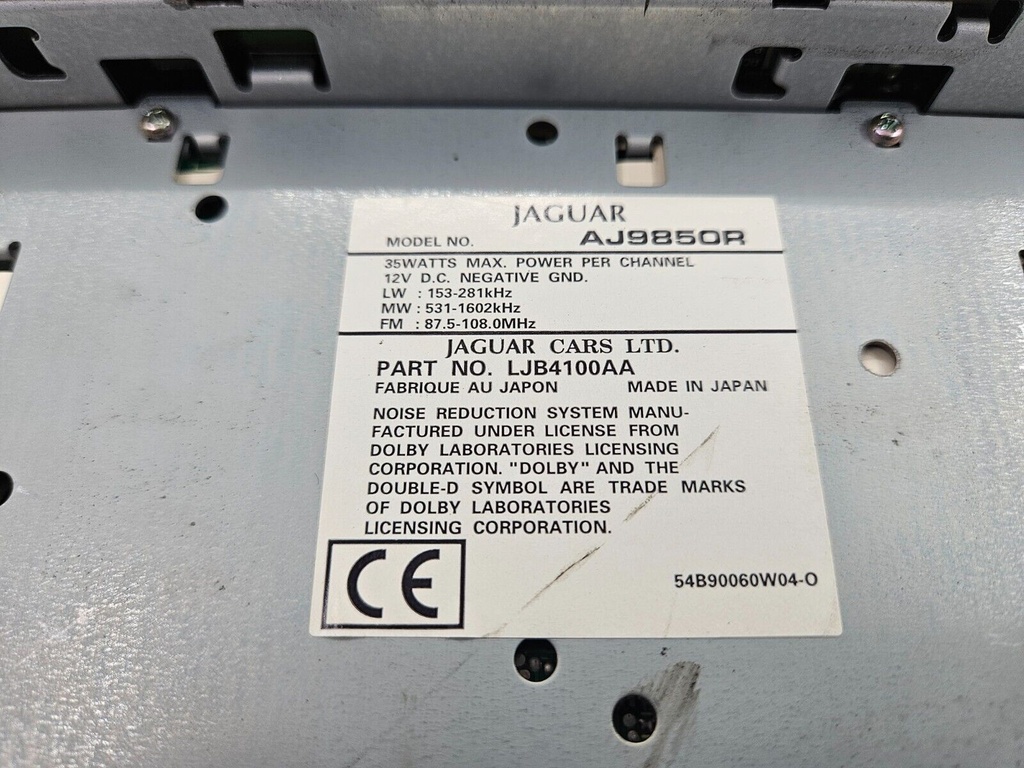 JAGUAR
MODEL NO. AJ9850R
35WATTS MAX. POWER PER CHANNEL
12V D.C. NEGATIVE GND.
LW : 153-281kHz
MW : 531-1602kHz
FM : 87.5-108.0MHz
JAGUAR CARS LTD.
PART NO. LJB4100AA
FABRIQUE AU JAPON MADE IN JAPAN
NOISE REDUCTION SYSTEM MANU-
FACTURED UNDER LICENSE FROM
DOLBY LABORATORIES LICENSING
CORPORATION. "DOLBY" AND THE
DOUBLE-D SYMBOL ARE TRADE MARKS
OF DOLBY LABORATORIES
LICENSING CORPORATION.
CE
54B90060W04-O